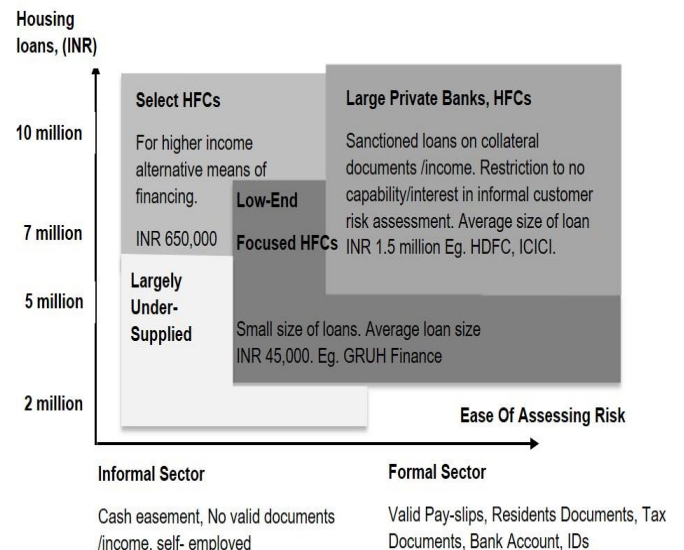 Housing
loans, (INR)
10 million
7 million
5 million
2 million
Select HFCs
For higher income
alternative means of
financing.
INR 650,000
Large Private Banks, HFCs
Sanctioned loans on collateral
documents /income. Restriction to no
capability/interest in informal customer
risk assessment. Average size of loan
INR 1.5 million Eg. HDFC, ICICI.
Low-End
Focused HFCs
Small size of loans. Average loan size
INR 45,000. Eg. GRUH Finance
Largely
Under-
Supplied
Ease Of Assessing Risk
Informal Sector
Cash easement, No valid documents
/income, self- employed
Formal Sector
Valid Pay-slips, Residents Documents, Tax
Documents, Bank Account, IDs